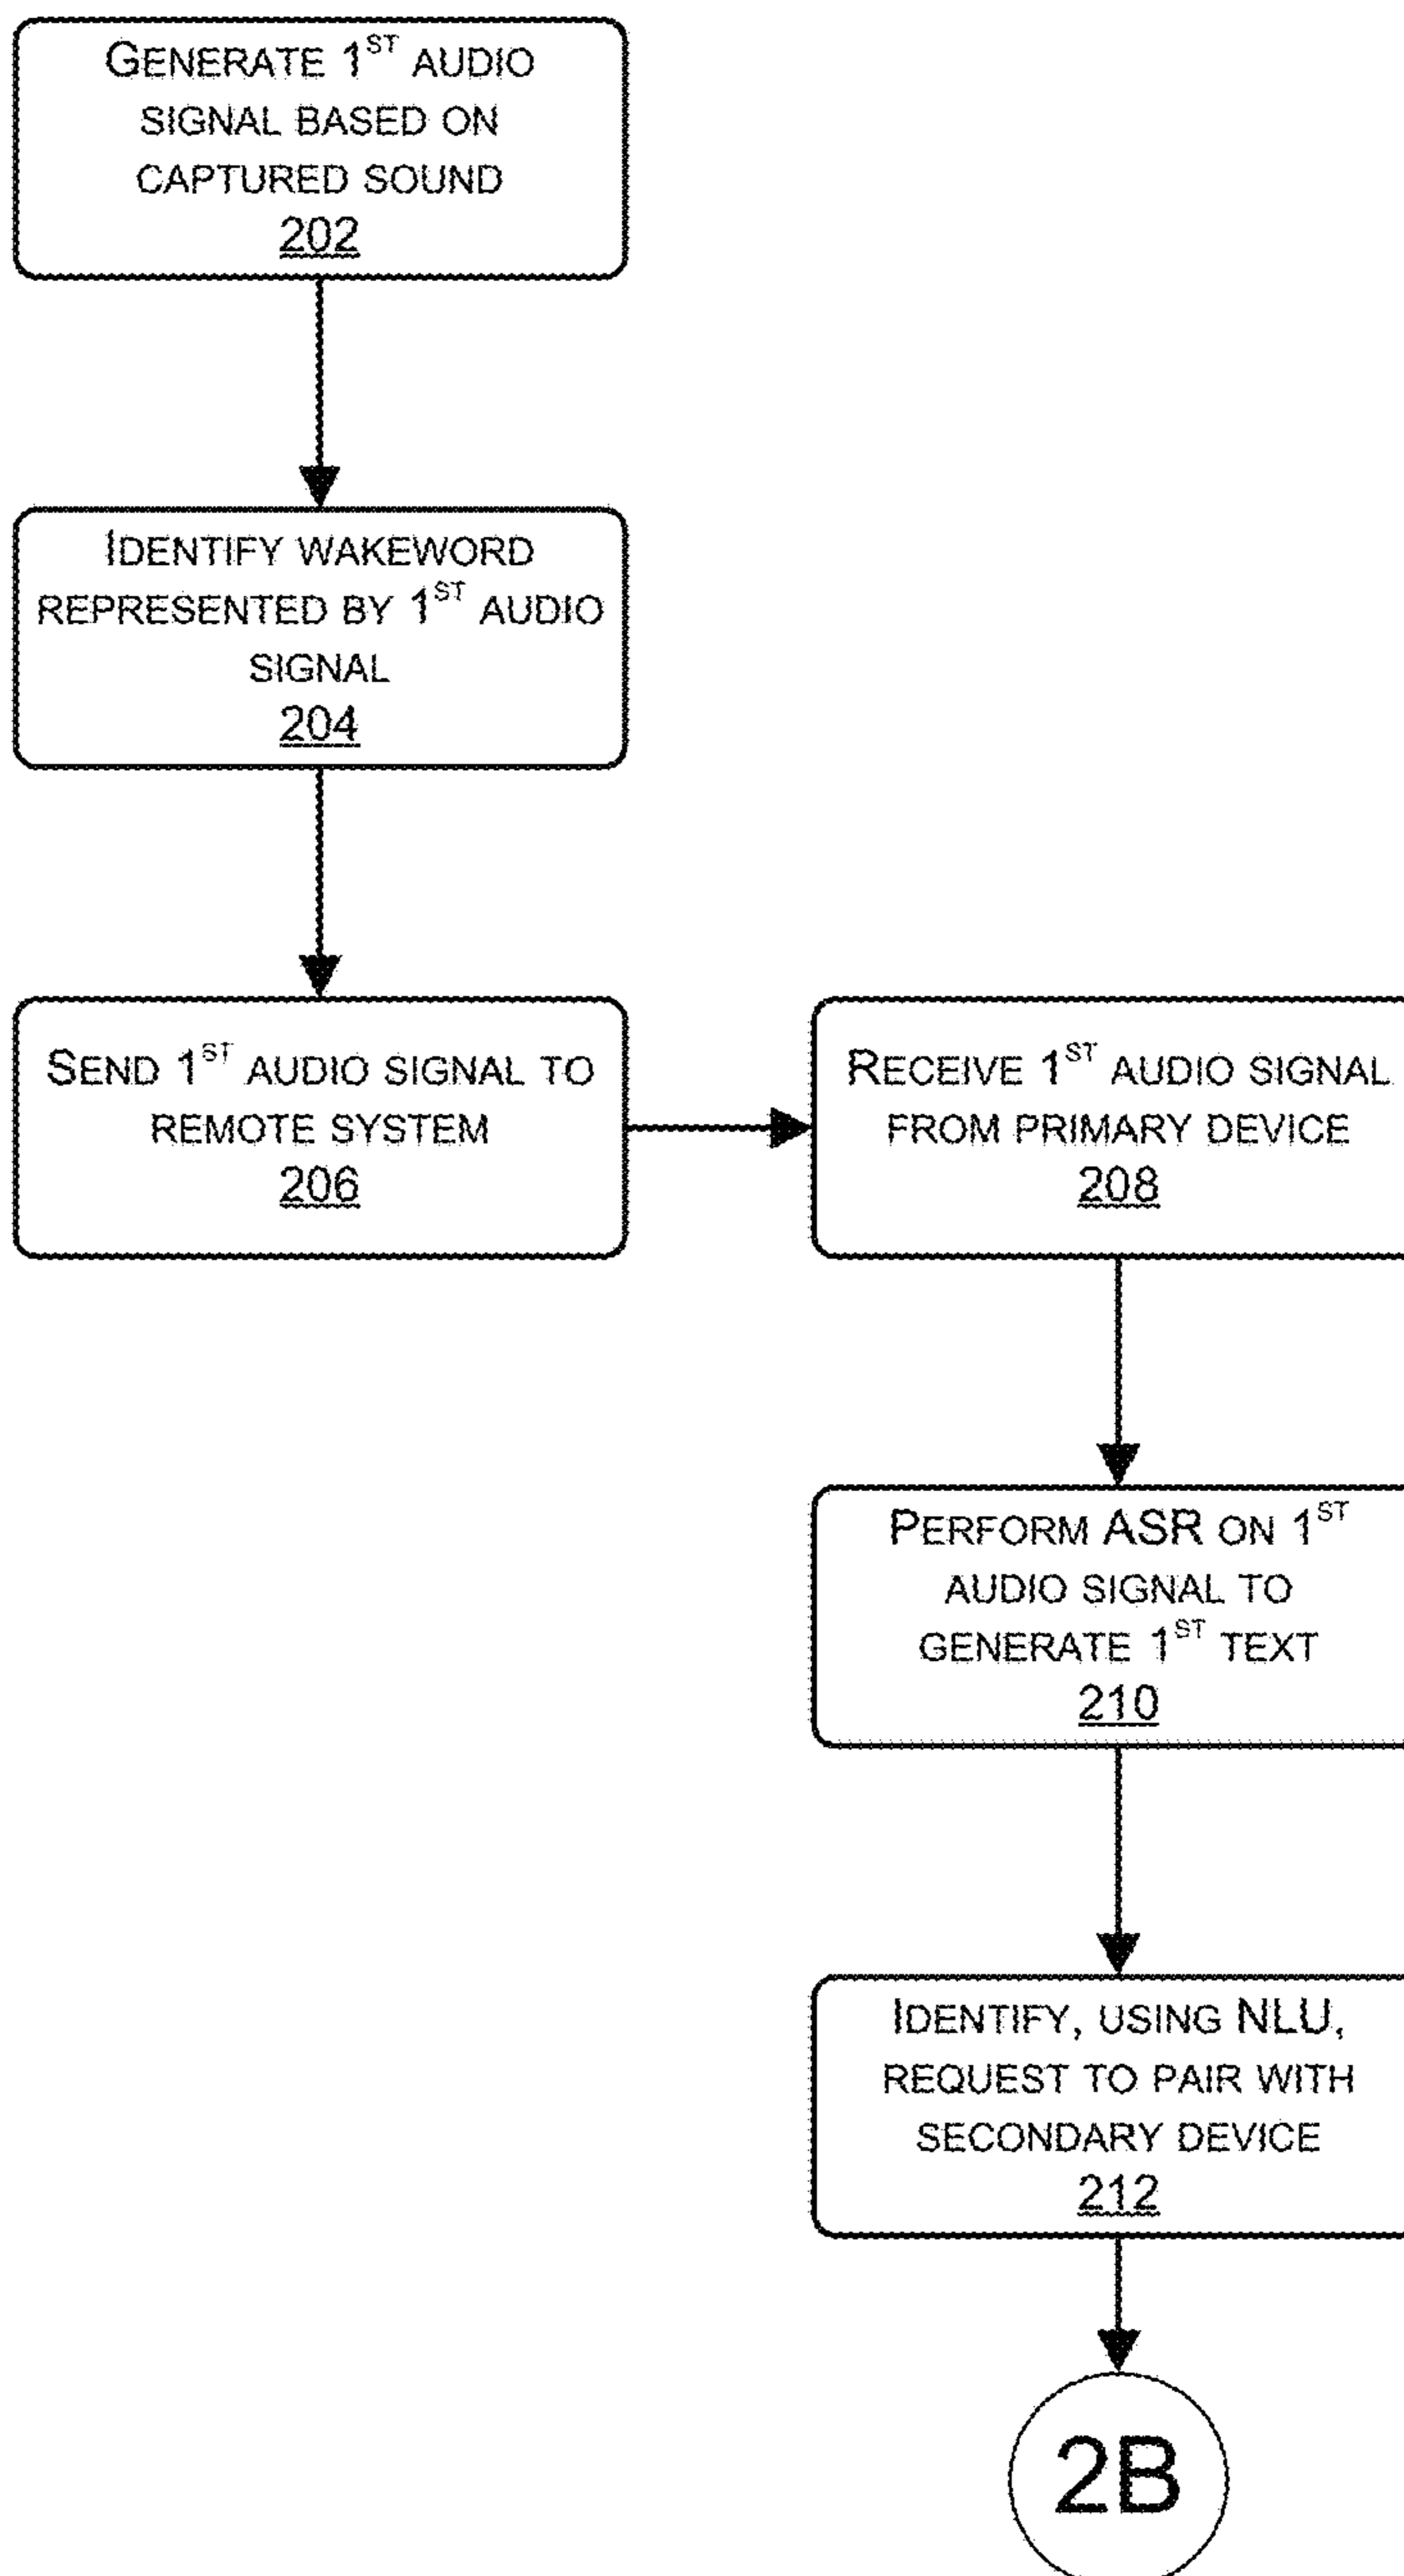 GENERATE 1ST AUDIO
SIGNAL BASED ON
CAPTURED SOUND
202
IDENTIFY WAKEWORD
REPRESENTED BY 1ST AUDIO
SIGNAL
204
SEND 1ST AUDIO SIGNAL TO
REMOTE SYSTEM
206
RECEIVE 1ST AUDIO SIGNAL
FROM PRIMARY DEVICE
208
PERFORM ASR ON 1ST
AUDIO SIGNAL TO
GENERATE 1ST TEXT
210
IDENTIFY, USING NLU,
REQUEST TO PAIR WITH
SECONDARY DEVICE
212
2B